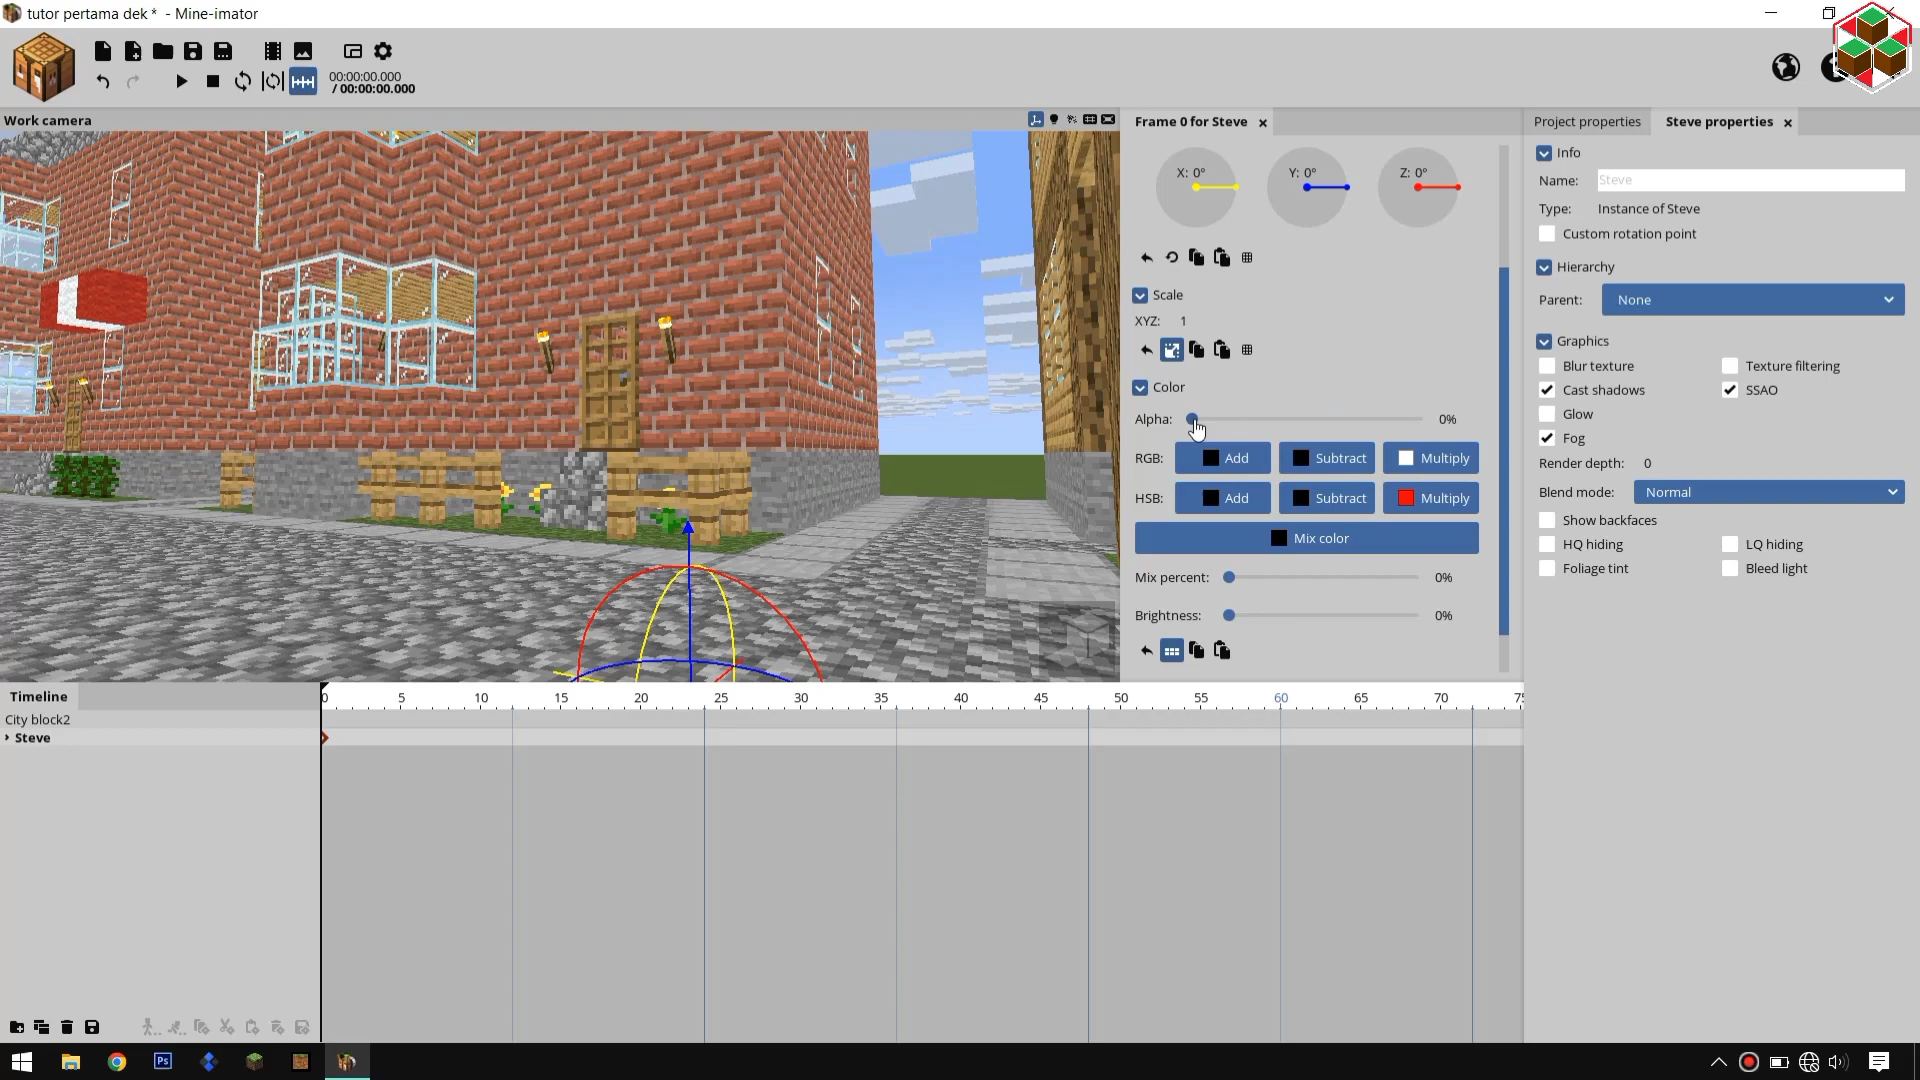 tutor pertama dek * - Mine-imator
00:00:00.000
/ 00:00:00.000
Work camera
Frame 0 for Steve
X: 0° Y: 0° Z: 0°
Scale
XYZ: 1
Color
Alpha: 0%
RGB: Add Subtract Multiply
HSB: Add Subtract Multiply
Mix color
Mix percent: 0%
Brightness: 0%
Project properties Steve properties
Info
Name: Steve
Type: Instance of Steve
Custom rotation point
Hierarchy
Parent: None
Graphics
Blur texture Texture filtering
Cast shadows SSAO
Glow
Fog
Render depth: 0
Blend mode: Normal
Show backfaces
HQ hiding LQ hiding
Foliage tint Bleed light
Timeline
0 5 10 15 20 25 30 35 40 45 50 55 60 65 70 75
City block2
Steve
Ps